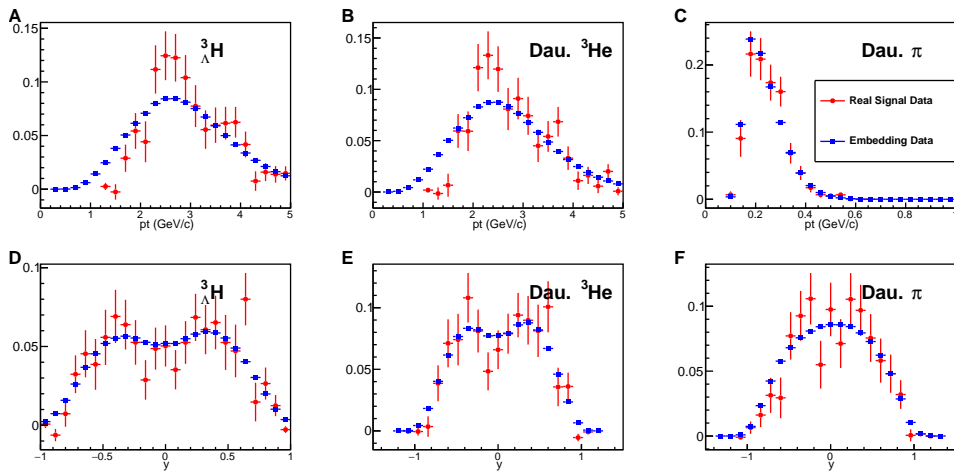 A
³ΛH
0.15
0.1
0.05
0
0 1 2 3 4 5
pt (GeV/c)
B
Dau. ³He
0.15
0.1
0.05
0
0 1 2 3 4 5
pt (GeV/c)
C
Dau. π
0.2
0.1
0
0 0.2 0.4 0.6 0.8 1
pt (GeV/c)
Real Signal Data
Embedding Data
D
³ΛH
0.1
0.05
0
−1 −0.5 0 0.5 1
y
E
Dau. ³He
0.1
0.05
0
−1 0 1
y
F
Dau. π
0.1
0.05
0
−1 0 1
y